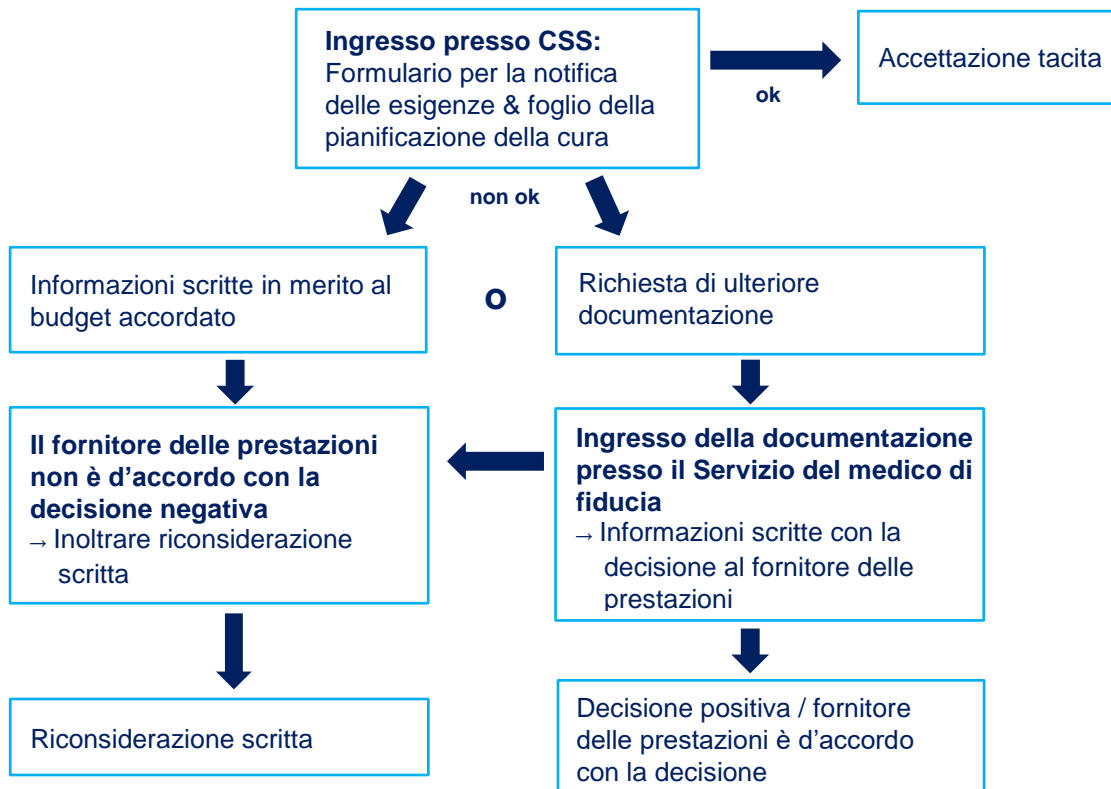 Ingresso presso CSS:
Formulario per la notifica
delle esigenze & foglio della
pianificazione della cura
ok
Accettazione tacita
non ok
Informazioni scritte in merito al
budget accordato
o
Richiesta di ulteriore
documentazione
Il fornitore delle prestazioni
non è d’accordo con la
decisione negativa
→ Inoltrare riconsiderazione
scritta
Ingresso della documentazione
presso il Servizio del medico di
fiducia
→ Informazioni scritte con la
decisione al fornitore delle
prestazioni
Riconsiderazione scritta
Decisione positiva / fornitore
delle prestazioni è d’accordo
con la decisione